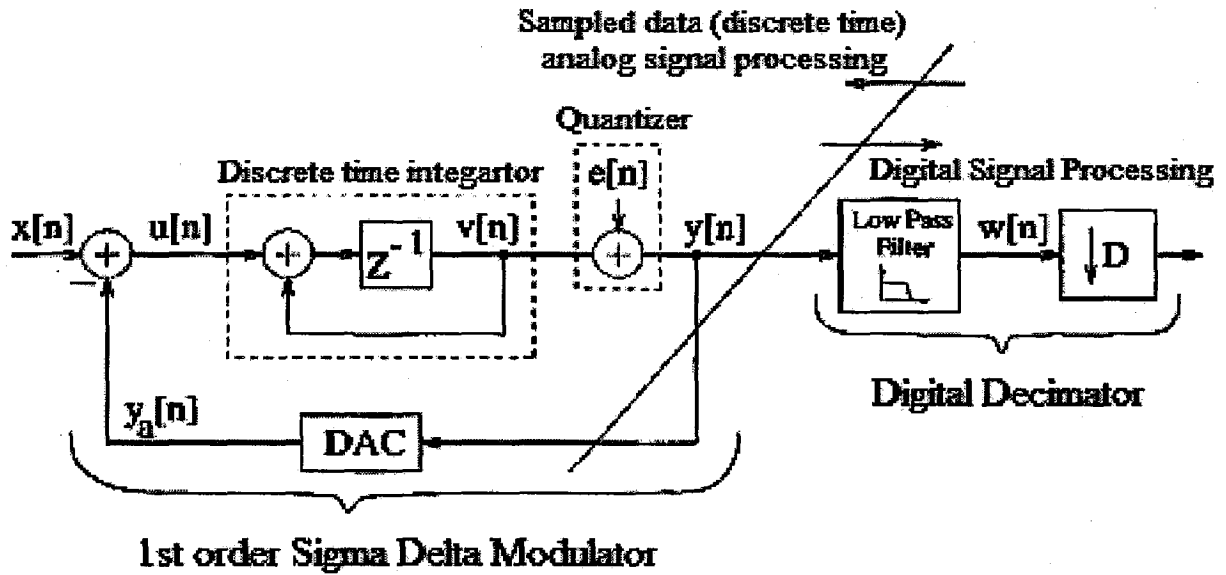 Sampled data (discrete time)
analog signal processing
Quantizer
Discrete time integartor
e[n]
Digital Signal Processing
x[n]
u[n]
v[n]
y[n]
w[n]
+
+
Z⁻¹
+
Low Pass
Filter
↓D
−
y_a[n]
DAC
Digital Decimator
1st order Sigma Delta Modulator